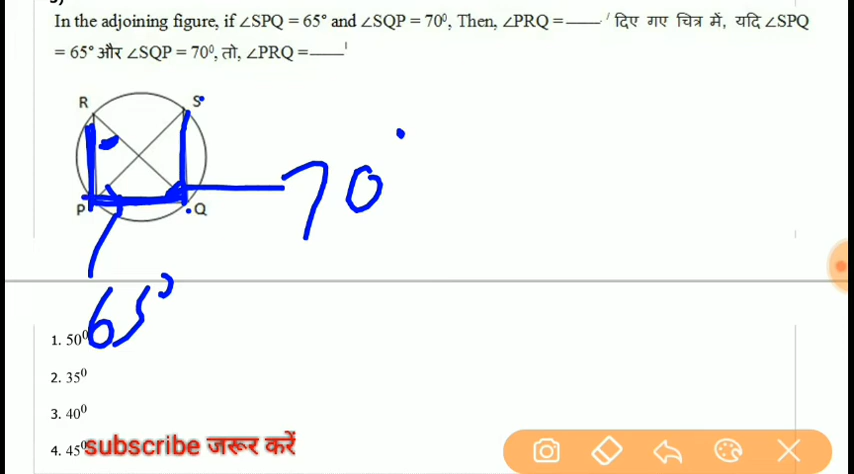 In the adjoining figure, if ∠SPQ = 65° and ∠SQP = 70⁰, Then, ∠PRQ = ____ ' दिए गए चित्र में, यदि ∠SPQ
= 65° और ∠SQP = 70⁰, तो, ∠PRQ = ____ '
R
S
P
Q
70°
65°
1. 50⁰
2. 35⁰
3. 40⁰
4. 45⁰
subscribe जरूर करें